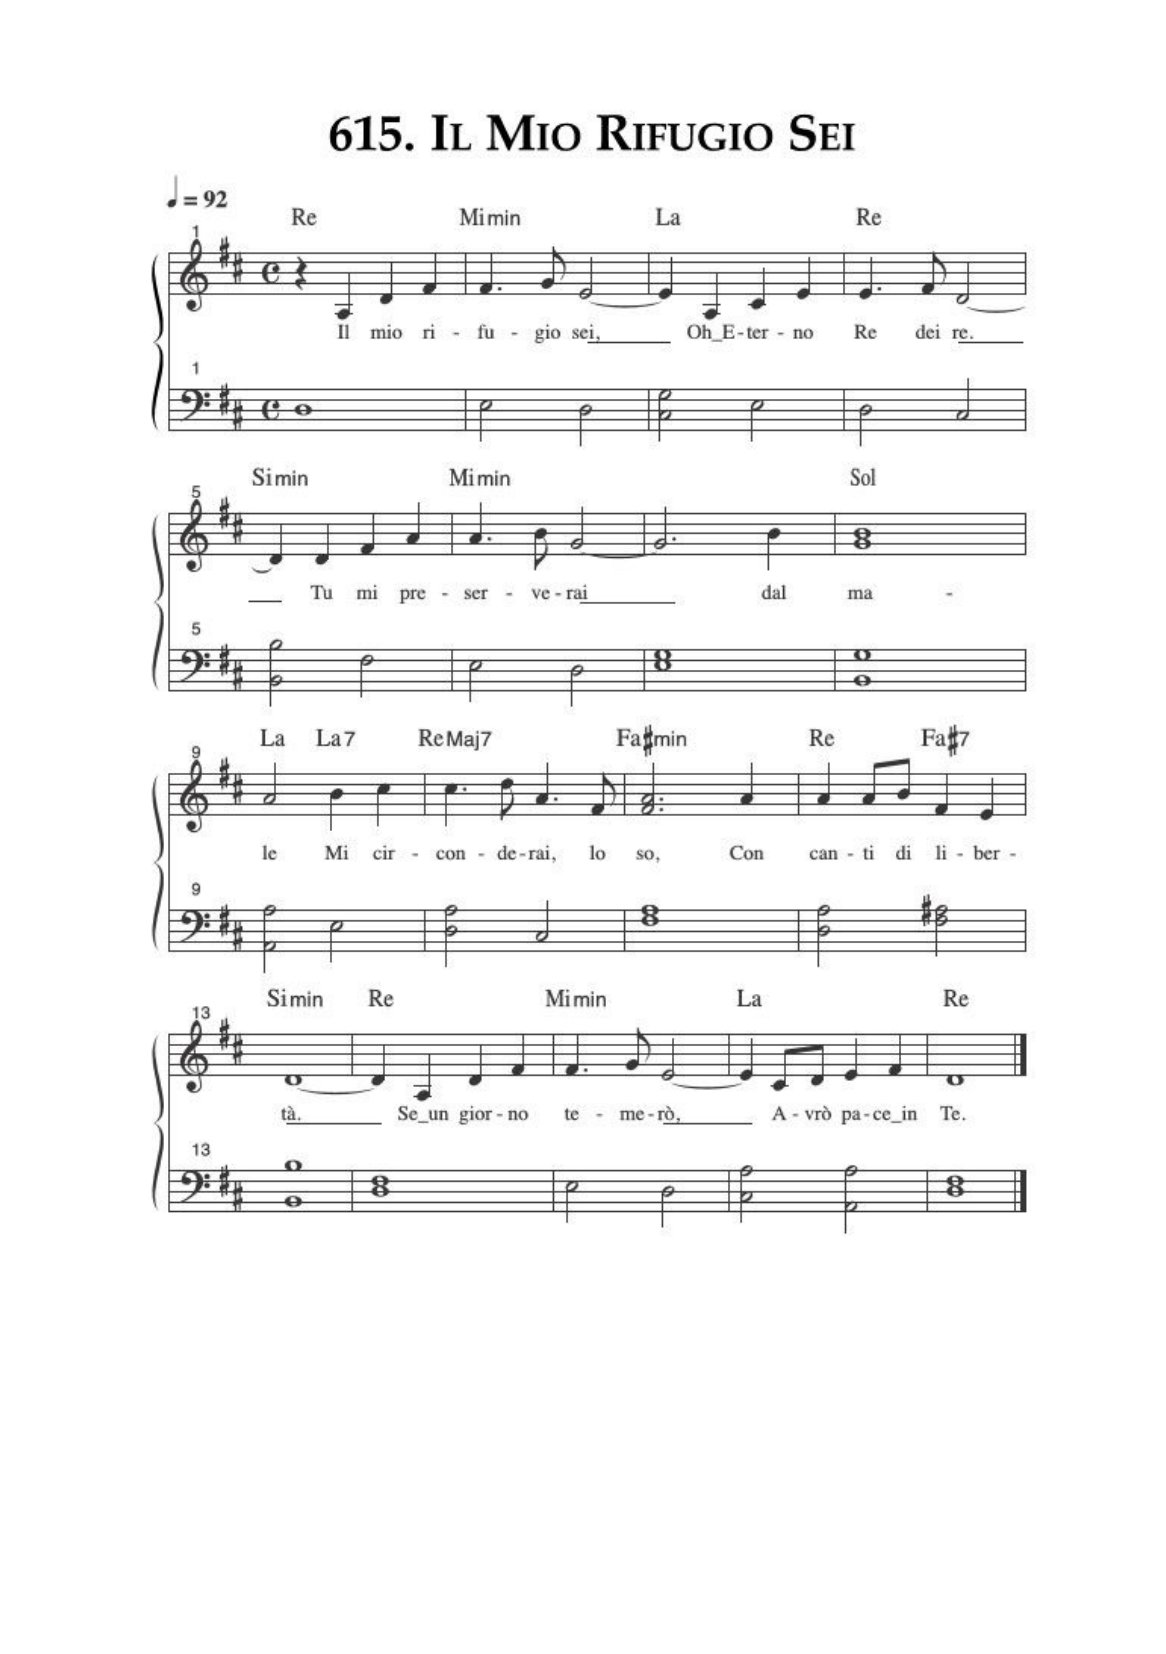 615. Il Mio Rifugio Sei
= 92
Re Mimin La Re
1
Il mio ri - fu - gio sei, Oh_E - ter - no Re dei re.
1
Simin Mimin Sol
5
Tu mi pre - ser - ve - rai dal ma -
5
La La7 ReMaj7 Fa#min Re Fa#7
9
le Mi cir - con - de - rai, lo so, Con can - ti di li - ber -
9
Simin Re Mimin La Re
13
tà. Se_un gior - no te - me - rò, A - vrò pa - ce_in Te.
13